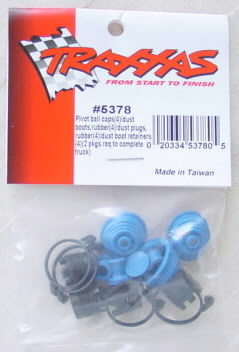 TRAXXAS
FROM START TO FINISH
#5378
Pivot ball caps(4)dust
boots,rubber(4)dust plugs,
rubber(4)dust boot retainers
(4)(2 pkgs.req.to complete
truck)
0 20334 53780 5
Made in Taiwan